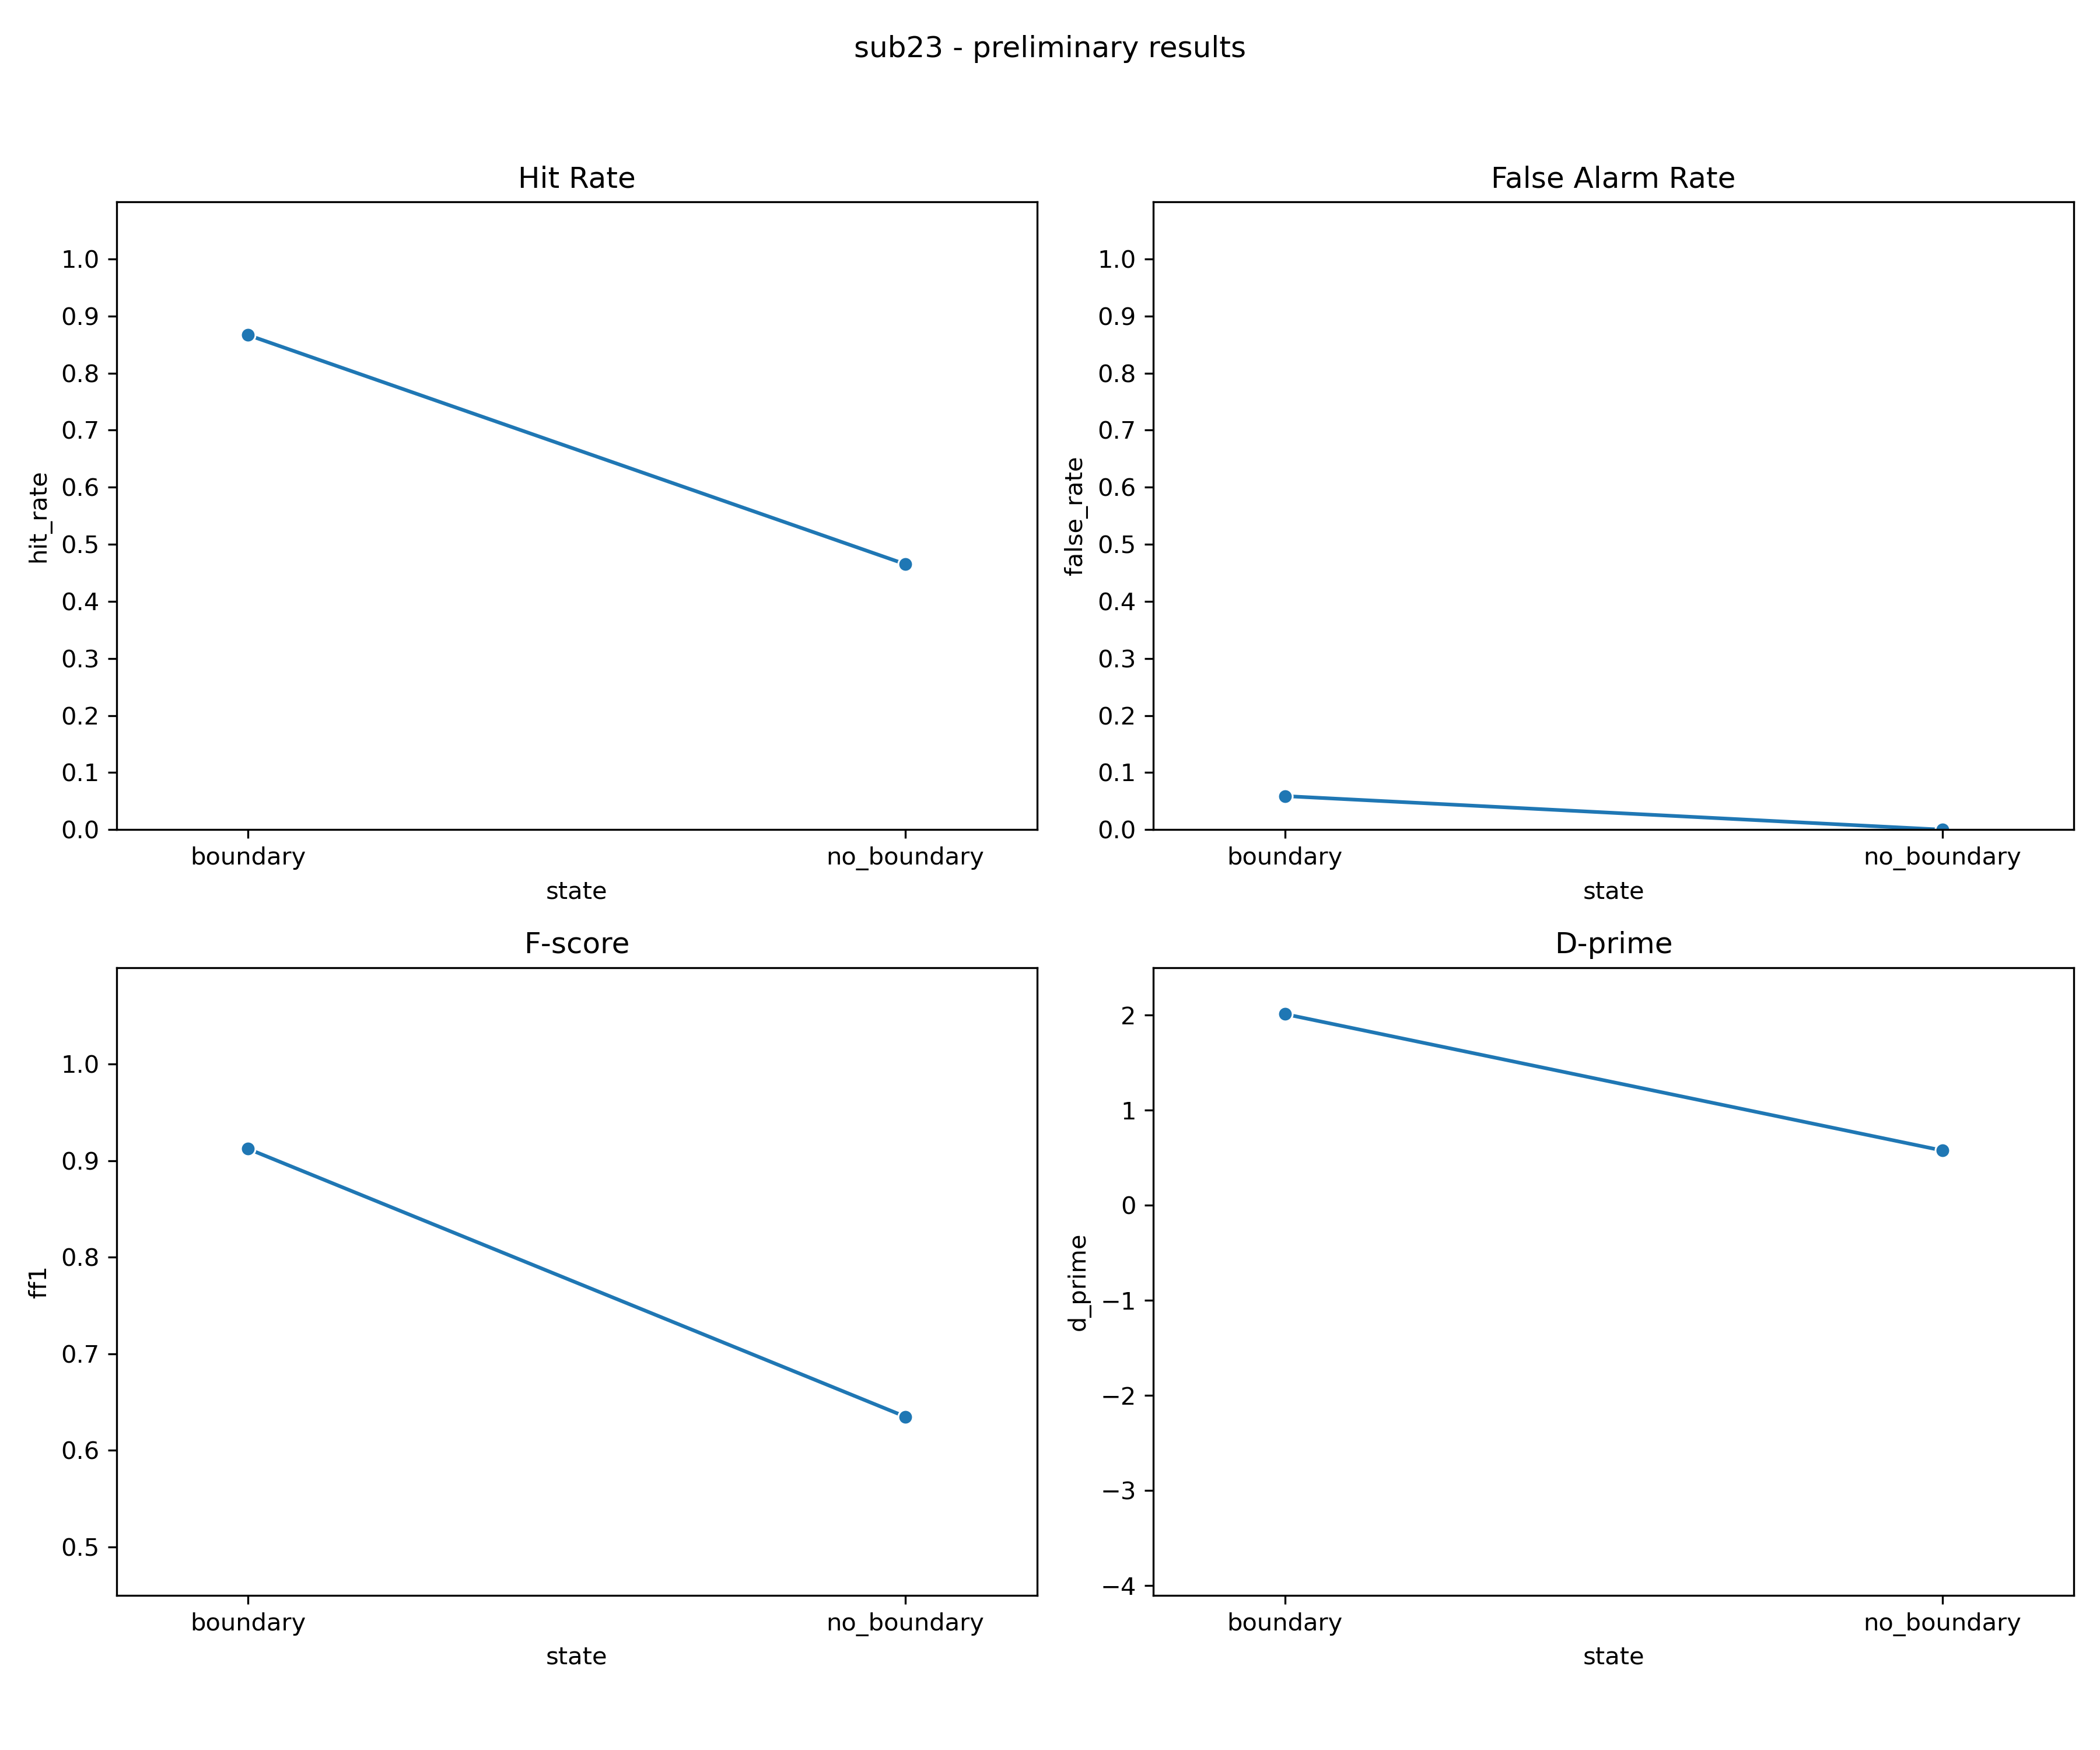 sub23 - preliminary results
Hit Rate
1.0
0.9
0.8
0.7
0.6
0.5
0.4
0.3
0.2
0.1
0.0
hit_rate
boundary
no_boundary
state
False Alarm Rate
1.0
0.9
0.8
0.7
0.6
0.5
0.4
0.3
0.2
0.1
0.0
false_rate
boundary
no_boundary
state
F-score
1.0
0.9
0.8
0.7
0.6
0.5
ff1
boundary
no_boundary
state
D-prime
2
1
0
−1
−2
−3
−4
d_prime
boundary
no_boundary
state